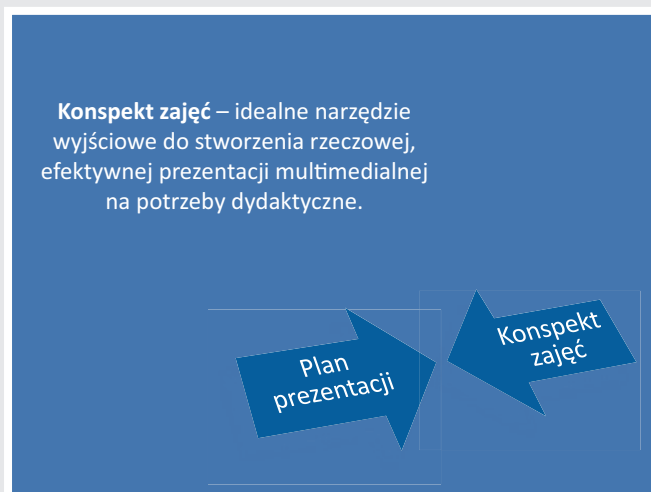 Konspekt zajęć – idealne narzędzie
wyjściowe do stworzenia rzeczowej,
efektywnej prezentacji multimedialnej
na potrzeby dydaktyczne.
Plan
prezentacji
Konspekt
zajęć